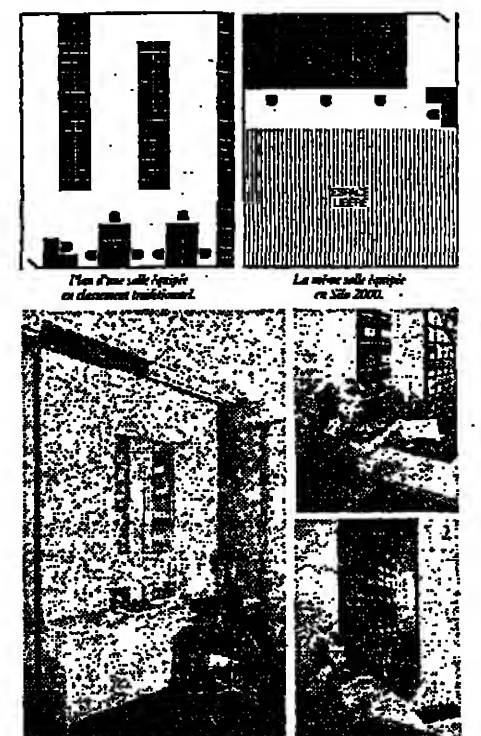 ESPACE
LIBÉRÉ
Plan d'une salle équipée
en classement traditionnel.
La même salle équipée
en Silo 2000.